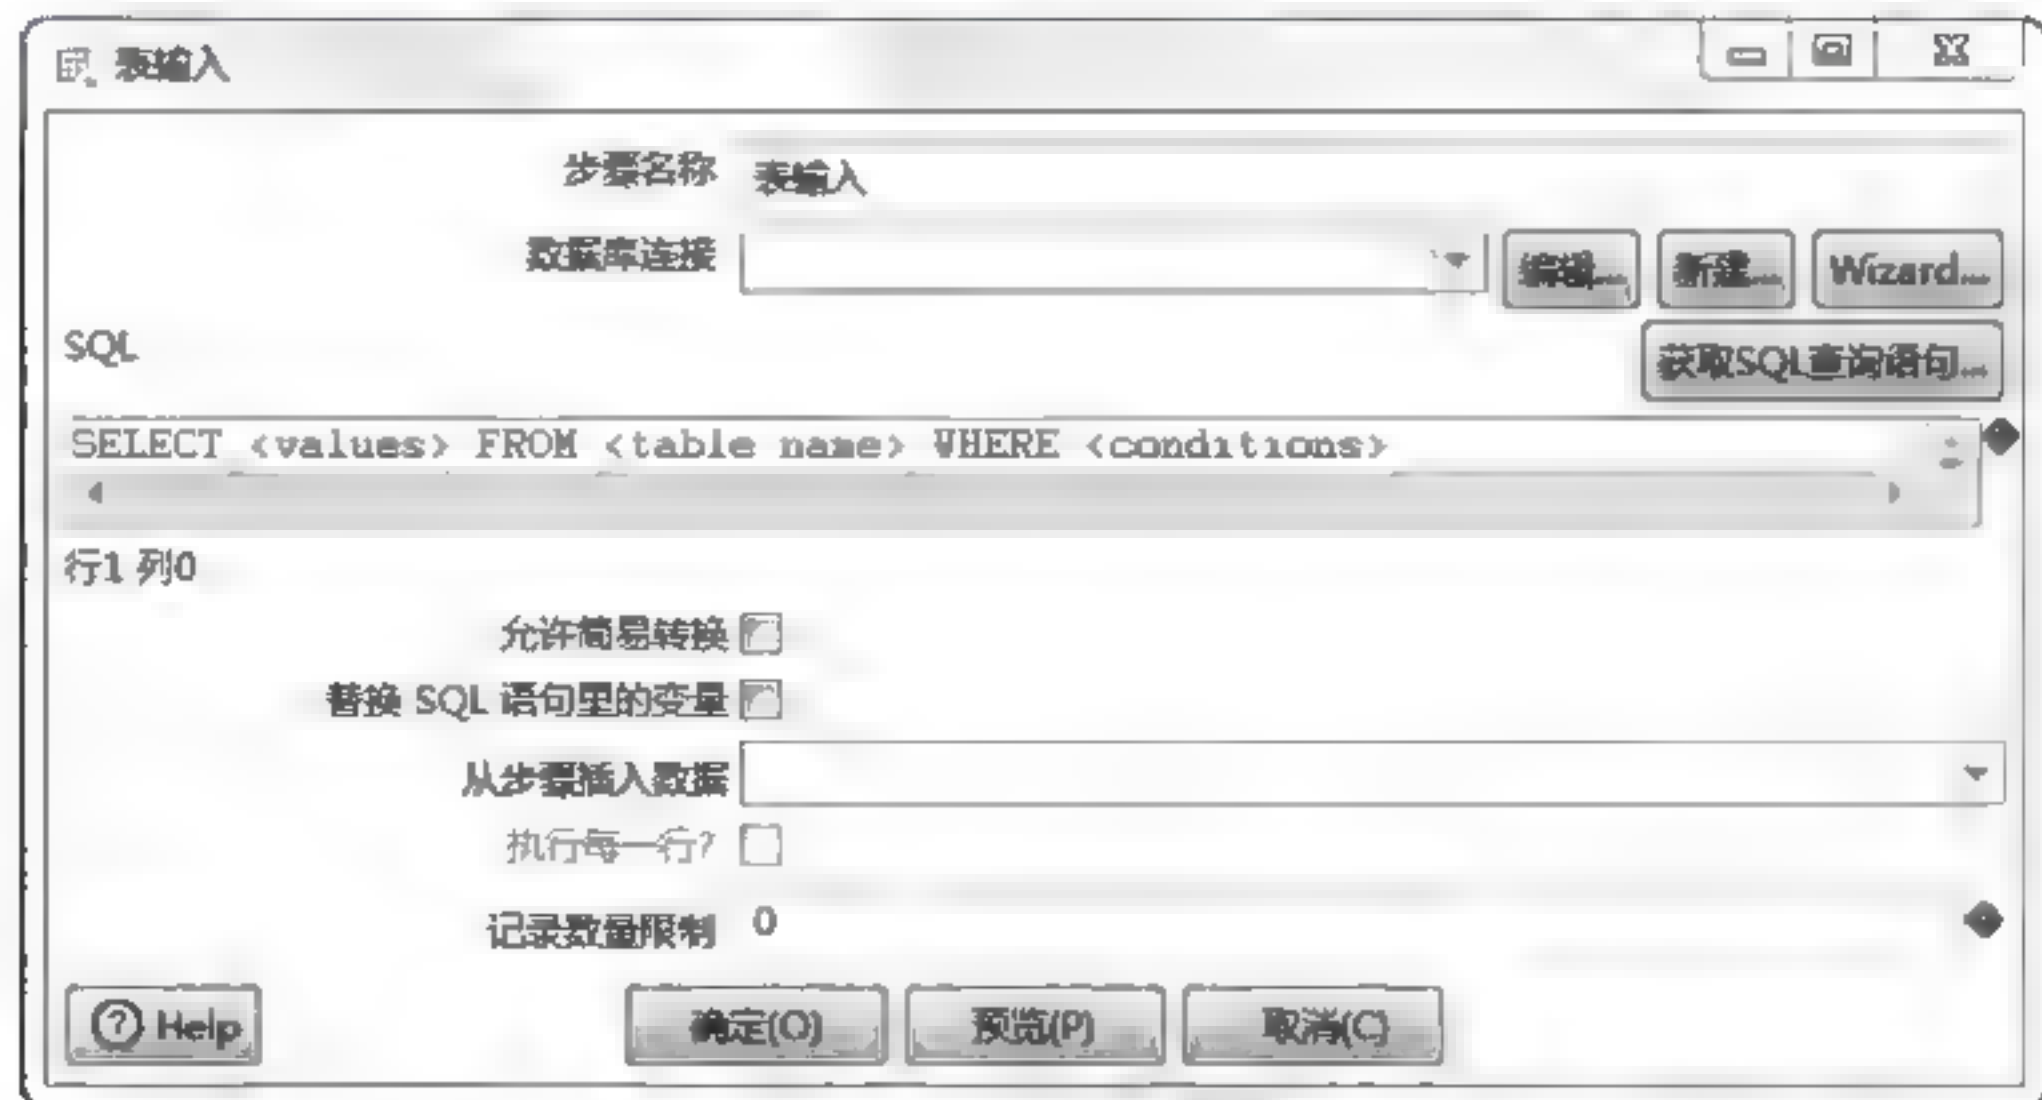 表输入
步骤名称 表输入
数据库连接 编辑... 新建... Wizard...
SQL 获取SQL查询语句...
SELECT <values> FROM <table name> WHERE <conditions>
行1 列0
允许简易转换
替换 SQL 语句里的变量
从步骤插入数据
执行每一行?
记录数量限制 0
Help 确定(O) 预览(P) 取消(C)